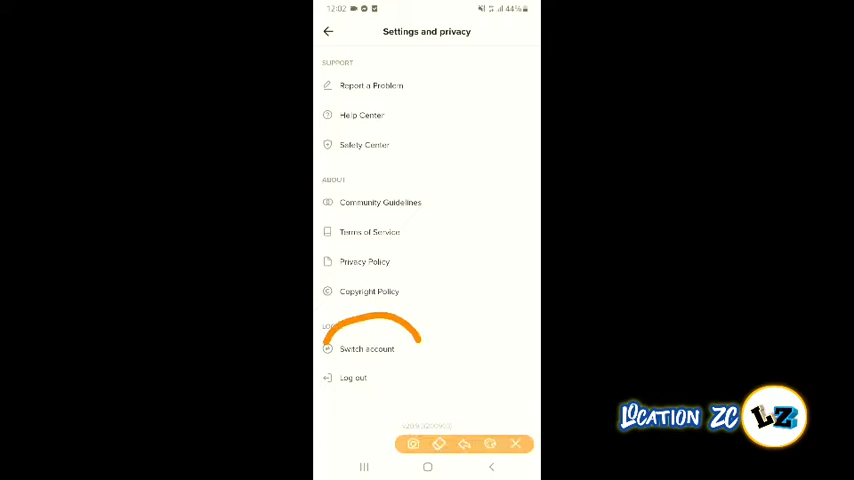 12:02
44%
Settings and privacy
SUPPORT
Report a Problem
Help Center
Safety Center
ABOUT
Community Guidelines
Terms of Service
Privacy Policy
Copyright Policy
Switch account
Log out
LOCATION ZC
LZ